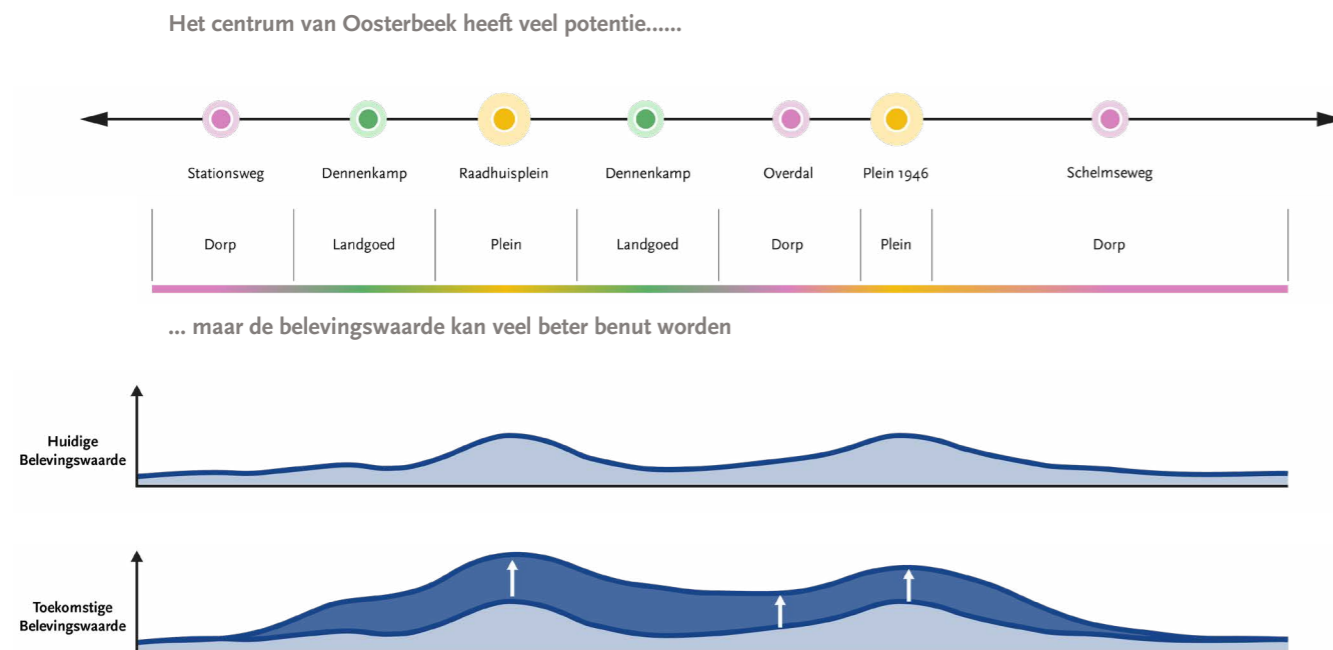 Het centrum van Oosterbeek heeft veel potentie......
Stationsweg Dennenkamp Raadhuisplein Dennenkamp Overdal Plein 1946 Schelmseweg
Dorp Landgoed Plein Landgoed Dorp Plein Dorp
... maar de belevingswaarde kan veel beter benut worden
Huidige
Belevingswaarde
Toekomstige
Belevingswaarde